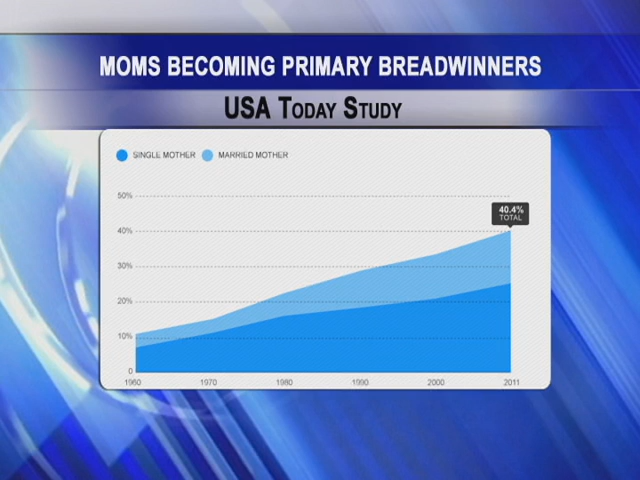 MOMS BECOMING PRIMARY BREADWINNERS
USA TODAY STUDY
SINGLE MOTHER MARRIED MOTHER
50%
40.4%
TOTAL
40%
30%
20%
10%
0
1960 1970 1980 1990 2000 2011